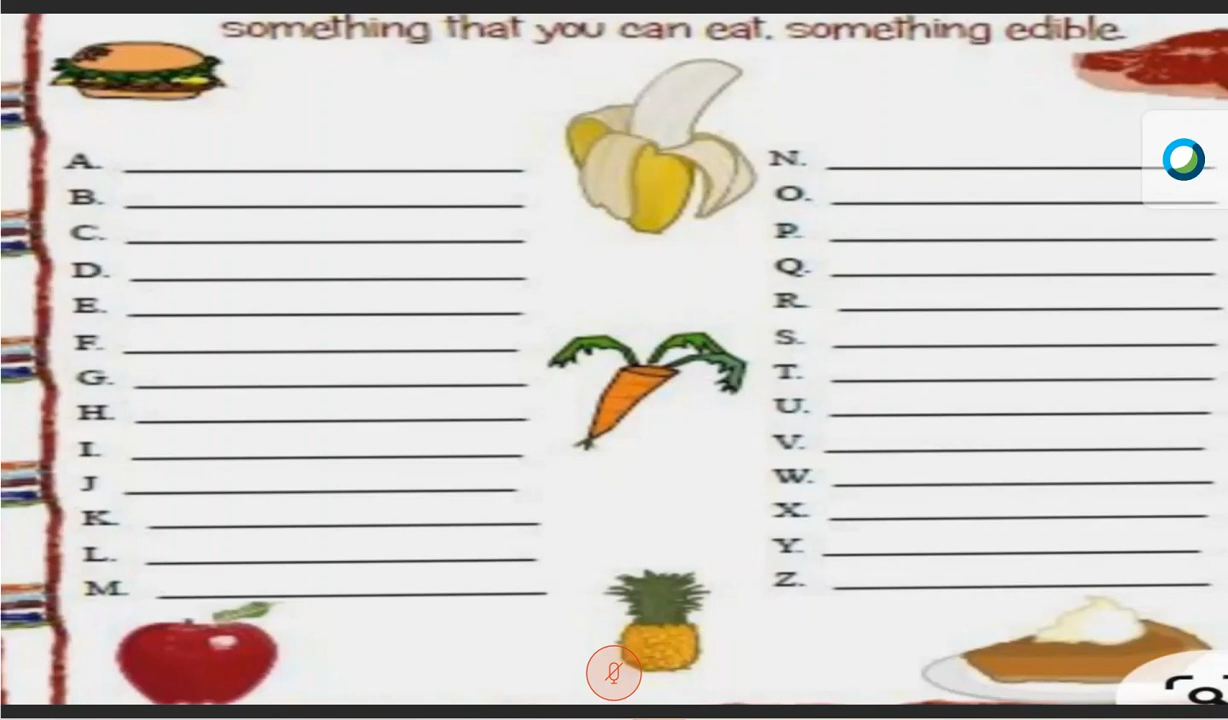 something that you can eat. something edible.
A.
B.
C.
D.
E.
F.
G.
H.
I.
J
K.
L.
M.
N.
O.
P.
Q.
R.
S.
T.
U.
V.
W.
X.
Y.
Z.